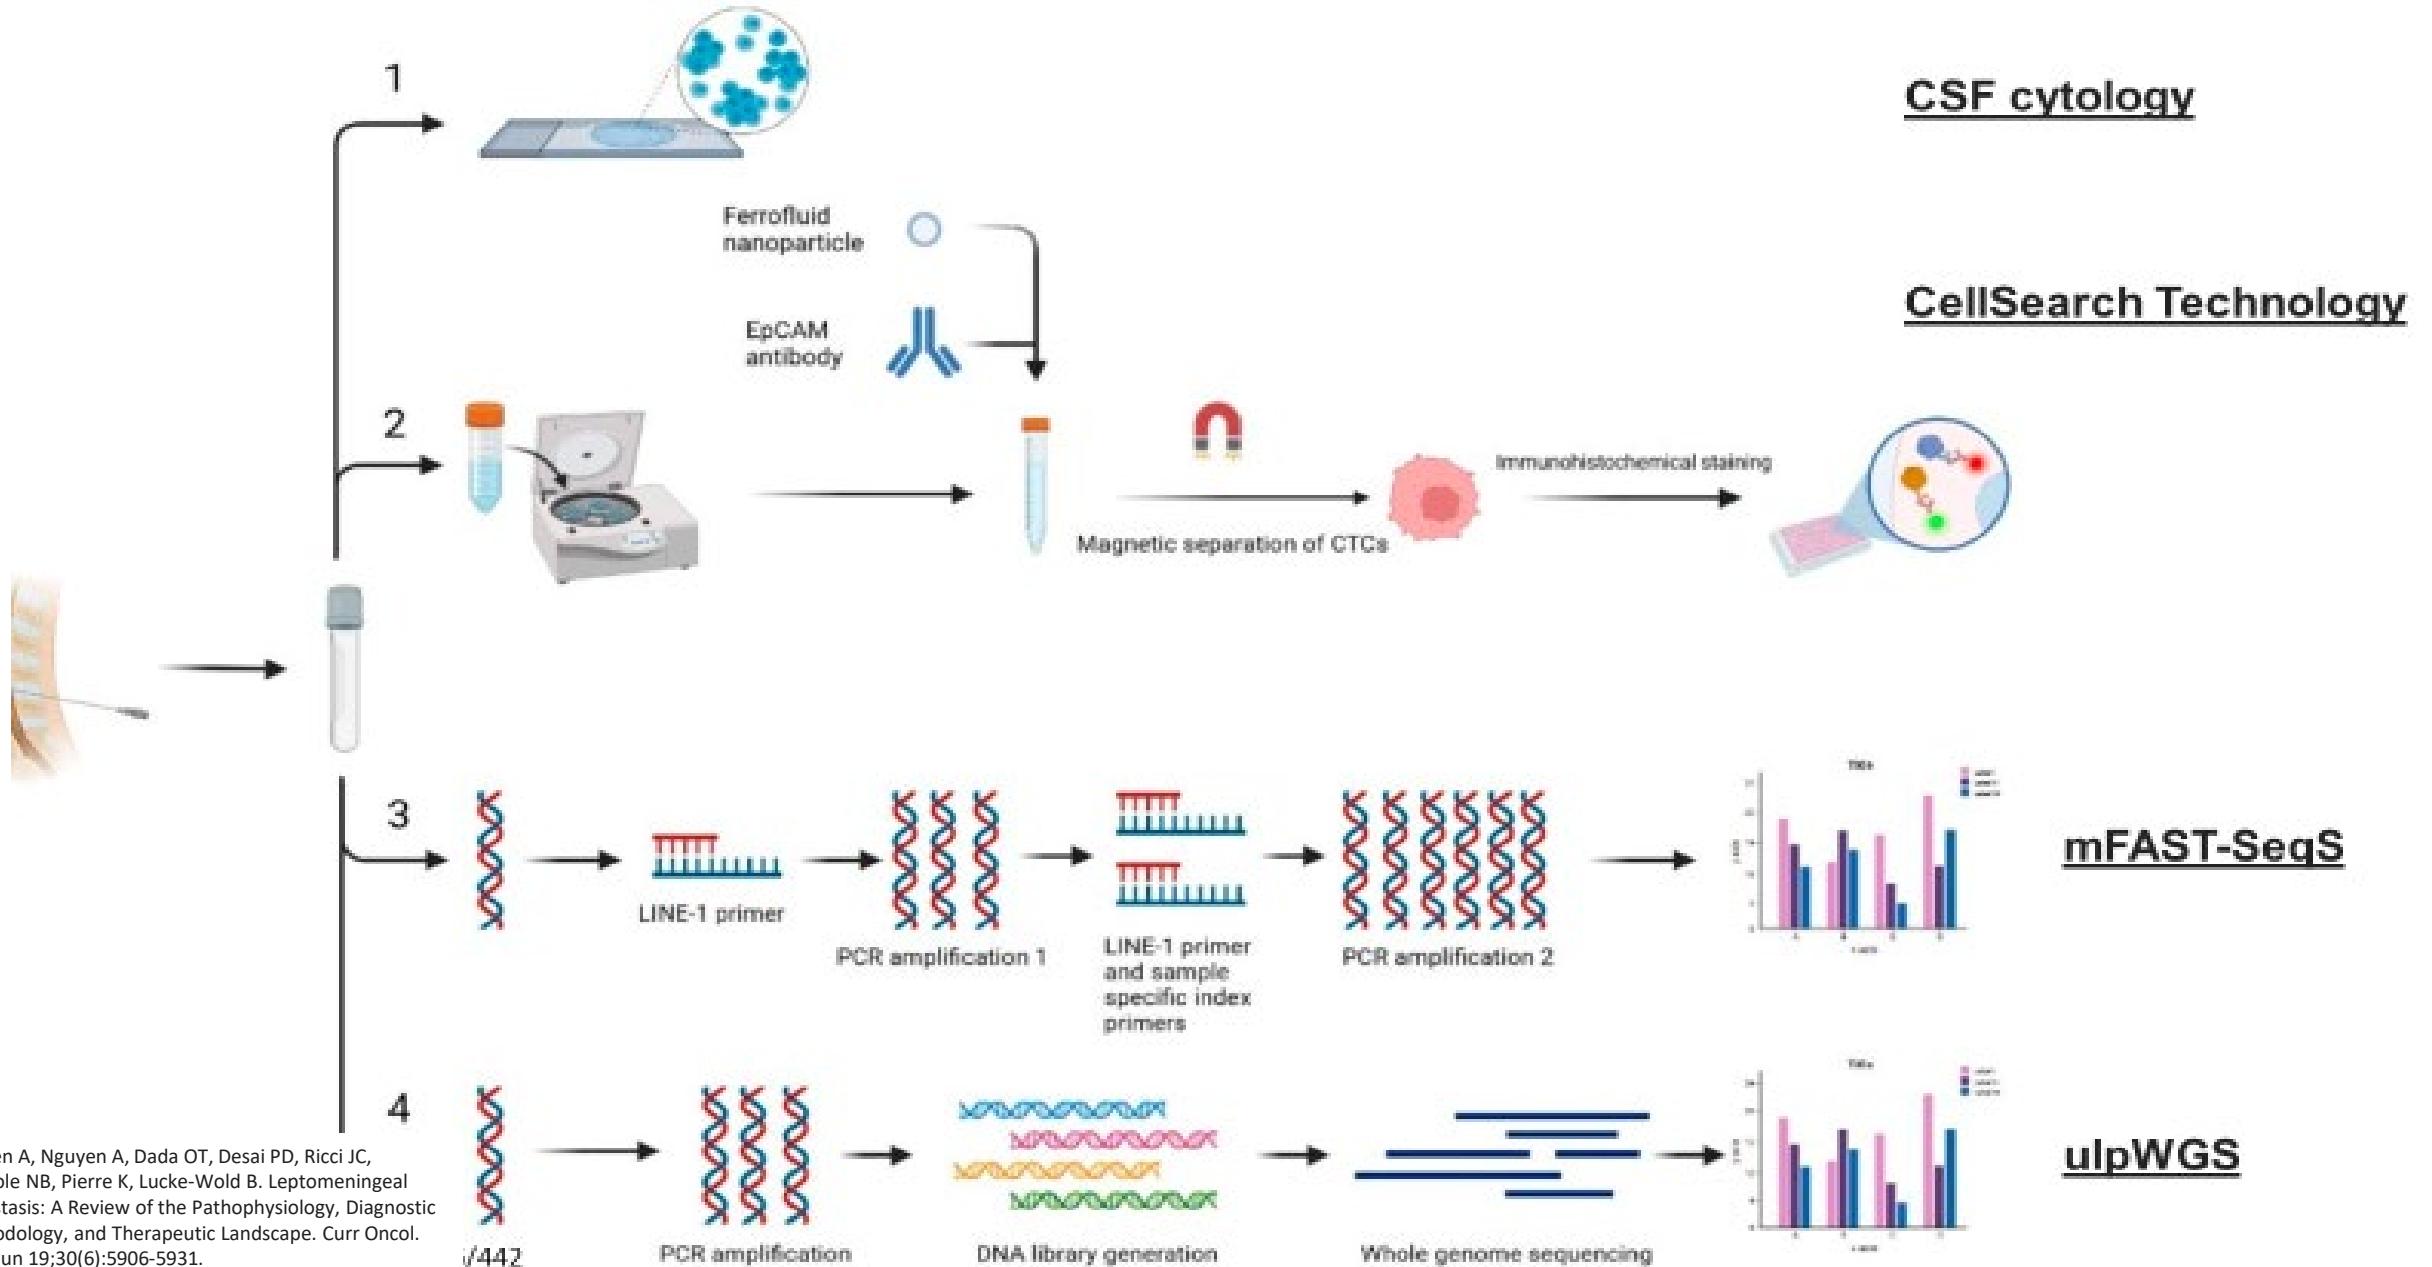 1
CSF cytology
Ferrofluid
nanoparticle
EpCAM
antibody
CellSearch Technology
2
Immunohistochemical staining
Magnetic separation of CTCs
3
LINE-1 primer
PCR amplification 1
LINE-1 primer
and sample
specific index
primers
PCR amplification 2
mFAST-SeqS
4
PCR amplification
DNA library generation
Whole genome sequencing
ulpWGS
en A, Nguyen A, Dada OT, Desai PD, Ricci JC,
ble NB, Pierre K, Lucke-Wold B. Leptomeningeal
stasis: A Review of the Pathophysiology, Diagnostic
odology, and Therapeutic Landscape. Curr Oncol.
un 19;30(6):5906-5931.
/442